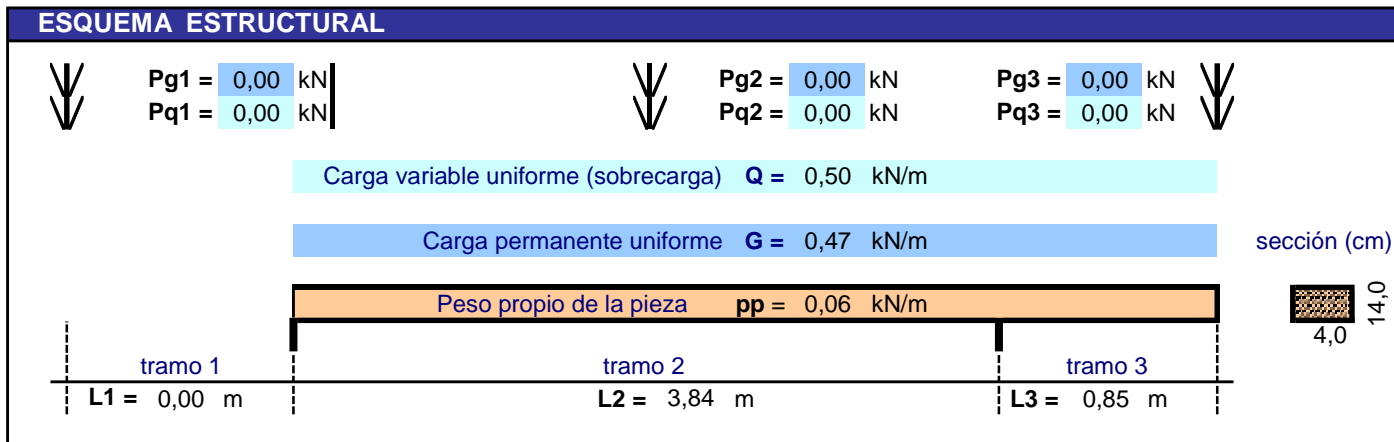 ESQUEMA ESTRUCTURAL
Pg1 = 0,00 kN Pg2 = 0,00 kN Pg3 = 0,00 kN
Pq1 = 0,00 kN Pq2 = 0,00 kN Pq3 = 0,00 kN
Carga variable uniforme (sobrecarga) Q = 0,50 kN/m
Carga permanente uniforme G = 0,47 kN/m sección (cm)
Peso propio de la pieza pp = 0,06 kN/m 14,0
4,0
tramo 1 tramo 2 tramo 3
L1 = 0,00 m L2 = 3,84 m L3 = 0,85 m